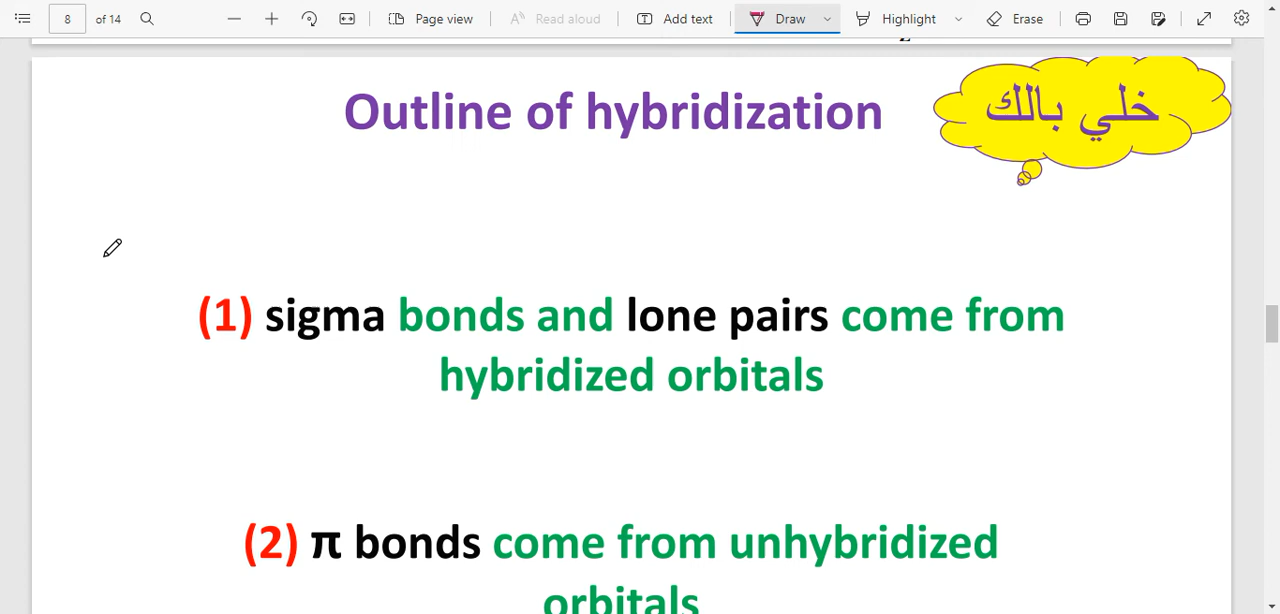 8 of 14 Page view Read aloud Add text Draw Highlight Erase
Outline of hybridization
خلي بالك
(1) sigma bonds and lone pairs come from
hybridized orbitals
(2) π bonds come from unhybridized
orbitals